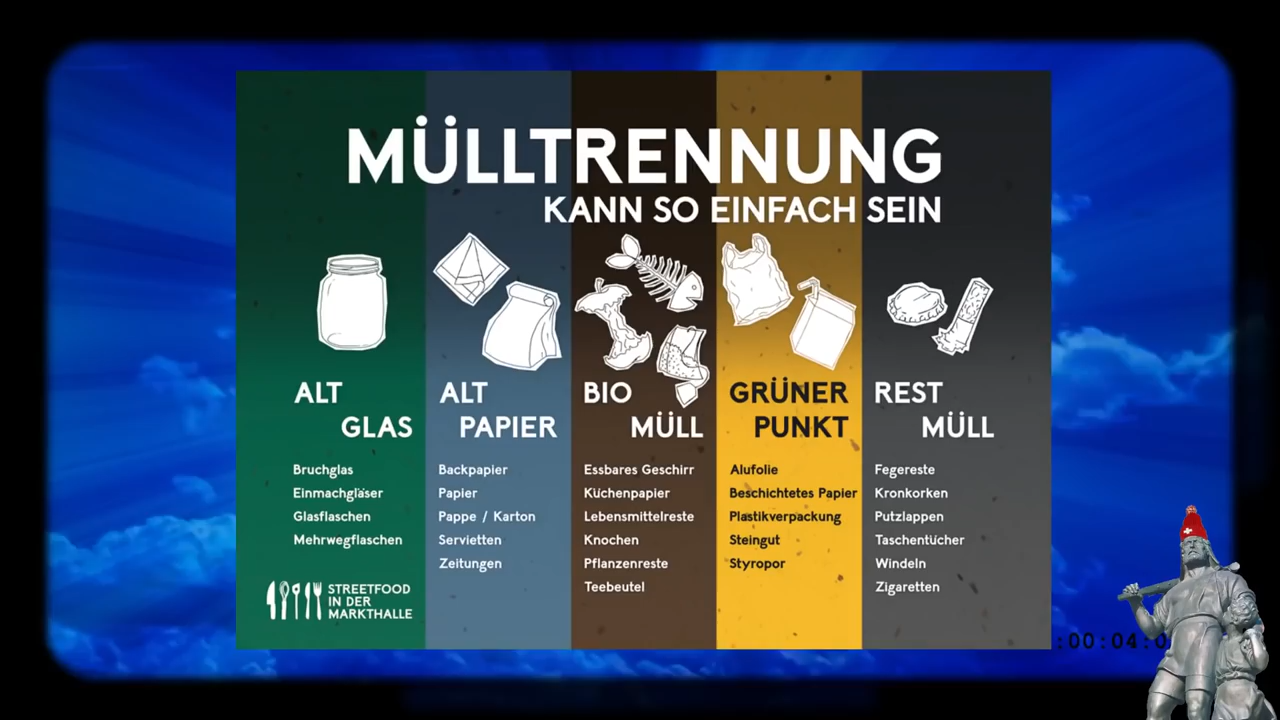 MÜLLTRENNUNG
KANN SO EINFACH SEIN
ALT
GLAS
Bruchglas
Einmachgläser
Glasflaschen
Mehrwegflaschen
ALT
PAPIER
Backpapier
Papier
Pappe / Karton
Servietten
Zeitungen
BIO
MÜLL
Essbares Geschirr
Küchenpapier
Lebensmittelreste
Knochen
Pflanzenreste
Teebeutel
GRÜNER
PUNKT
Alufolie
Beschichtetes Papier
Plastikverpackung
Steingut
Styropor
REST
MÜLL
Fegereste
Kronkorken
Putzlappen
Taschentücher
Windeln
Zigaretten
STREETFOOD
IN DER
MARKTHALLE